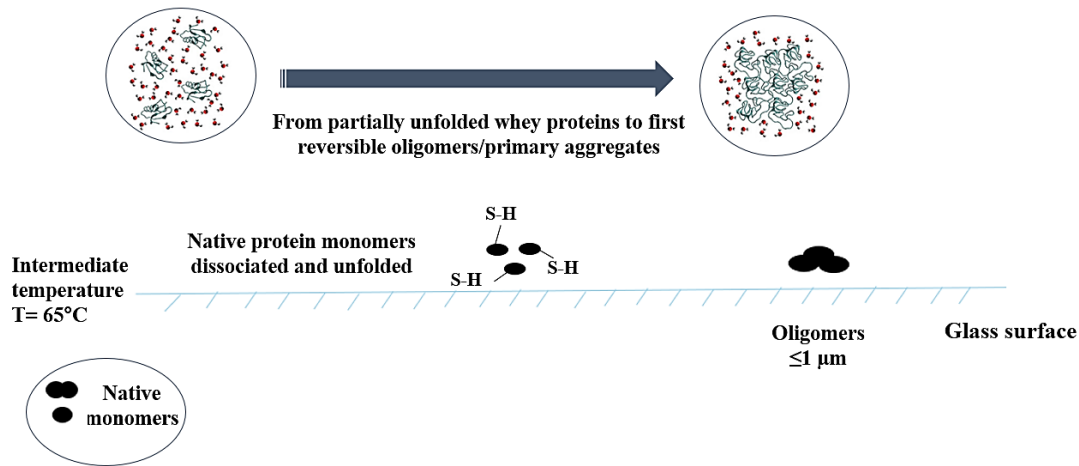 From partially unfolded whey proteins to first
reversible oligomers/primary aggregates
S-H
Native protein monomers
dissociated and unfolded
S-H
S-H
Intermediate
temperature
T= 65°C
Oligomers
≤1 μm
Glass surface
Native
monomers